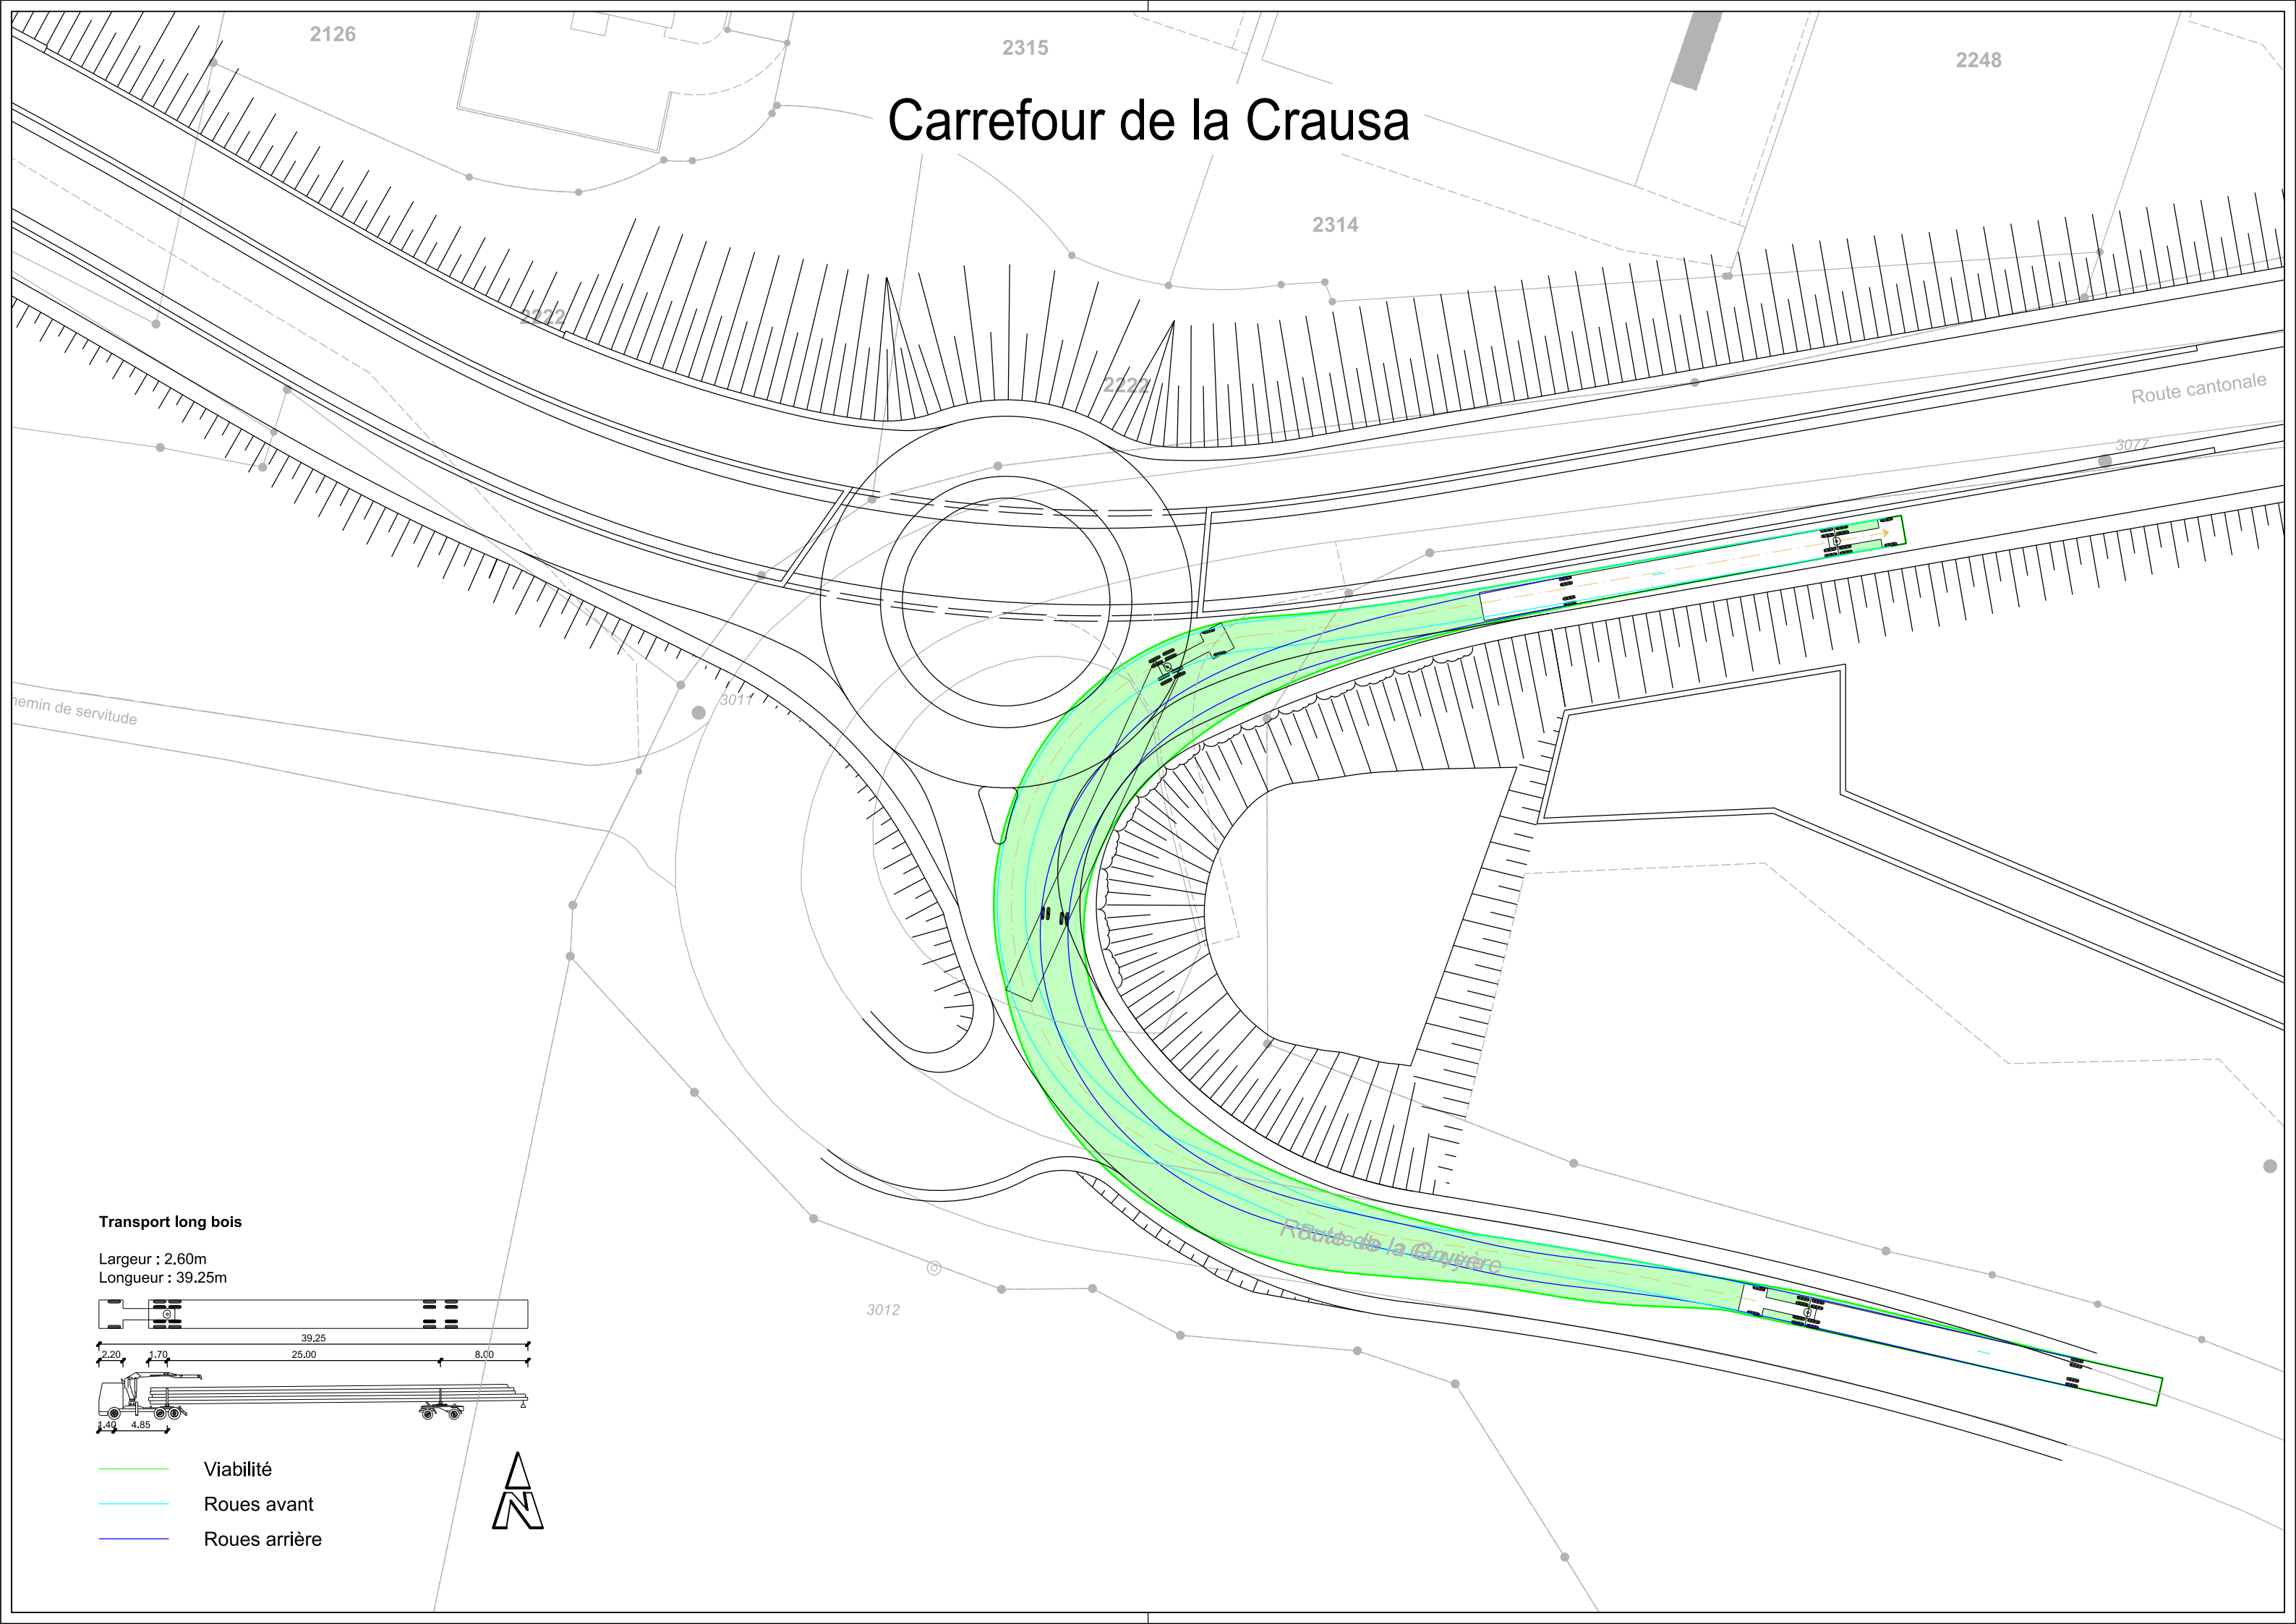 2126
2315
2248
Carrefour de la Crausa
2314
2222
2222
Route cantonale
3077
3011
hemin de servitude
Route de la Gruyère
3012
Transport long bois
Largeur : 2.60m
Longueur : 39.25m
39.25
2.20 1.70 25.00 8.00
1.40 4.85
Viabilité
Roues avant
Roues arrière
N